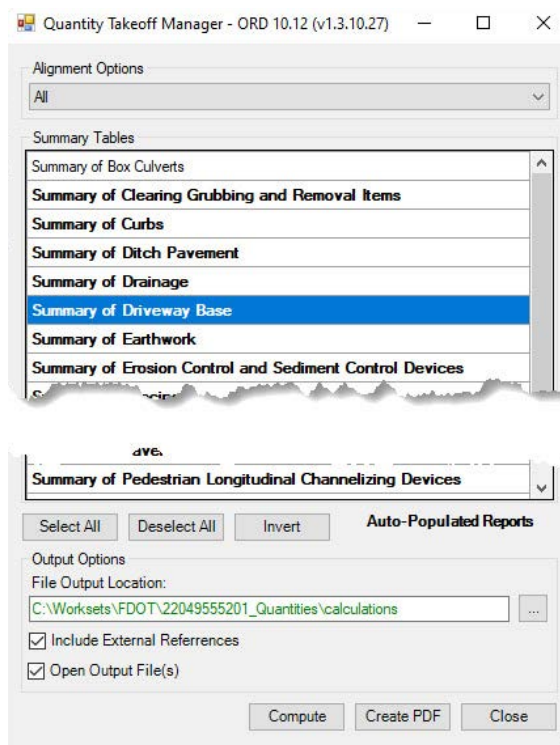 Quantity Takeoff Manager - ORD 10.12 (v1.3.10.27)
Alignment Options
All
Summary Tables
Summary of Box Culverts
Summary of Clearing Grubbing and Removal Items
Summary of Curbs
Summary of Ditch Pavement
Summary of Drainage
Summary of Driveway Base
Summary of Earthwork
Summary of Erosion Control and Sediment Control Devices
Summary of Pedestrian Longitudinal Channelizing Devices
Select All Deselect All Invert Auto-Populated Reports
Output Options
File Output Location:
C:\Worksets\FDOT\22049555201_Quantities\calculations ...
Include External Referrences
Open Output File(s)
Compute Create PDF Close